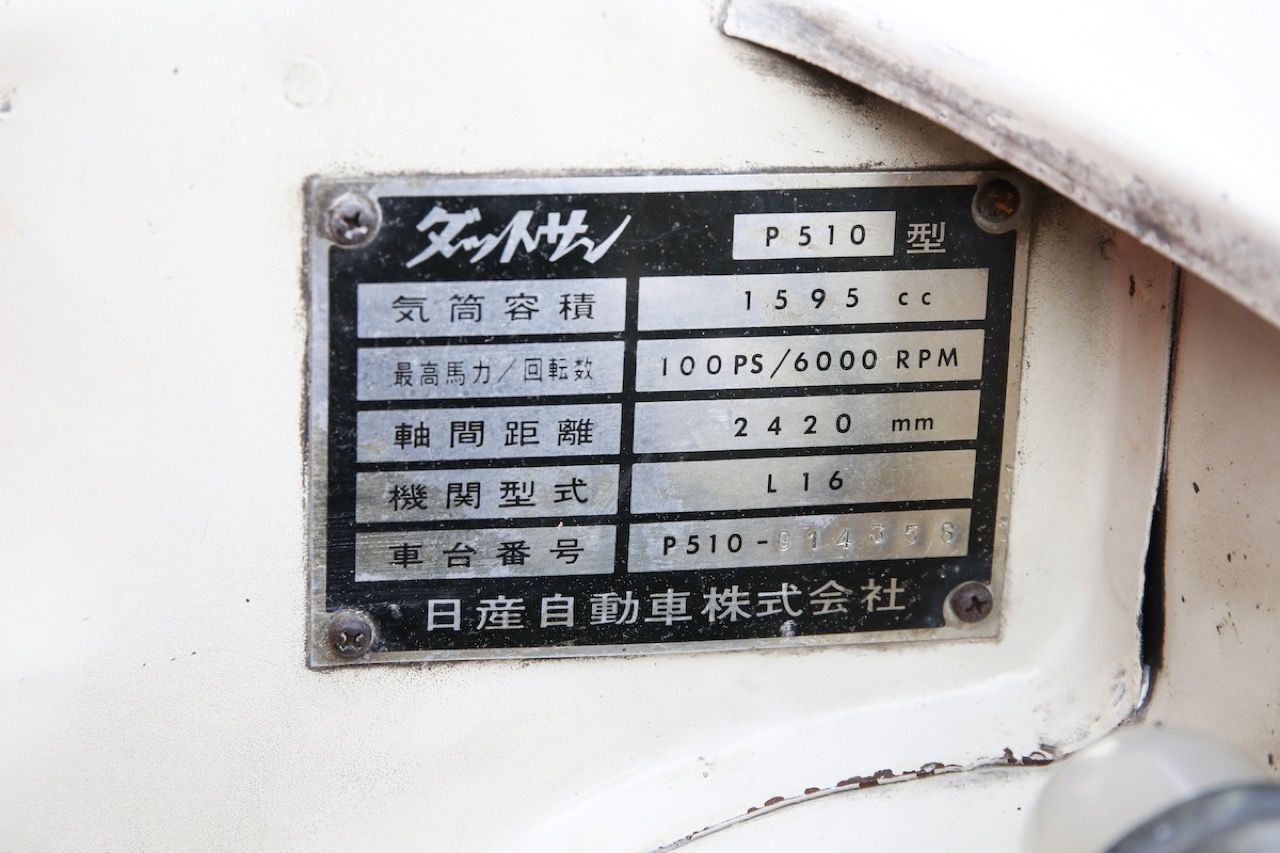 ダットサン P510 型
気筒容積 1595 cc
最高馬力/回転数 100PS/6000 RPM
軸間距離 2420 mm
機関型式 L16
車台番号 P510-014358
日産自動車株式会社